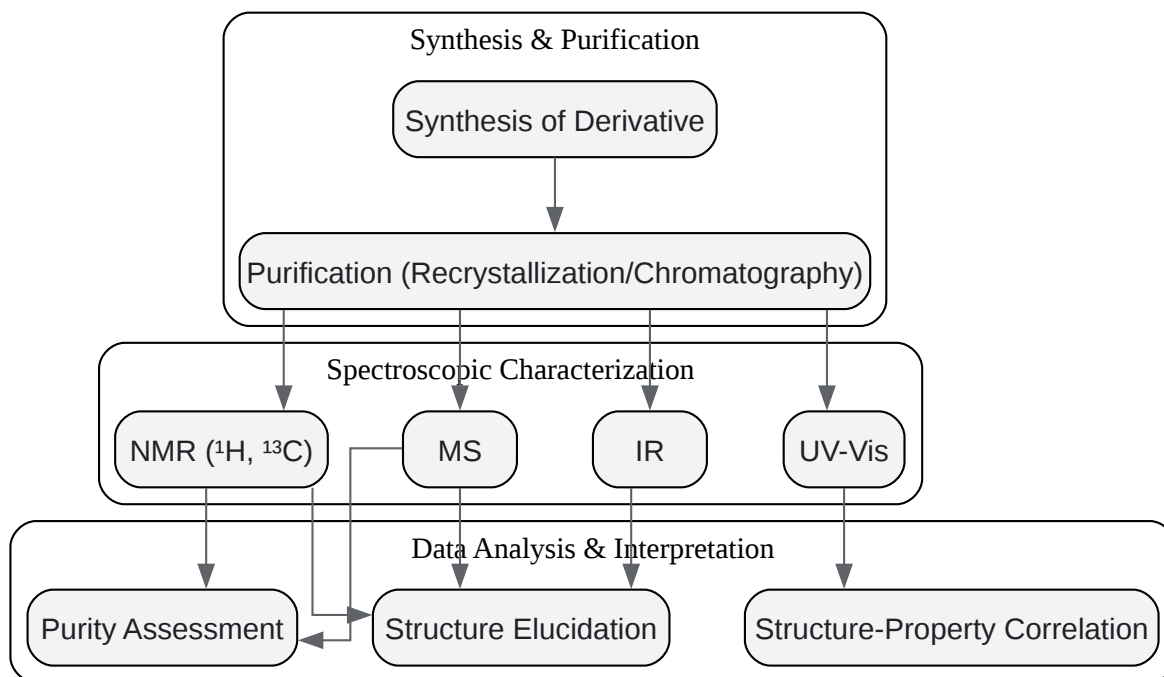 Synthesis & Purification
Synthesis of Derivative
Purification (Recrystallization/Chromatography)
Spectroscopic Characterization
NMR (¹H, ¹³C)
MS
IR
UV-Vis
Data Analysis & Interpretation
Purity Assessment
Structure Elucidation
Structure-Property Correlation